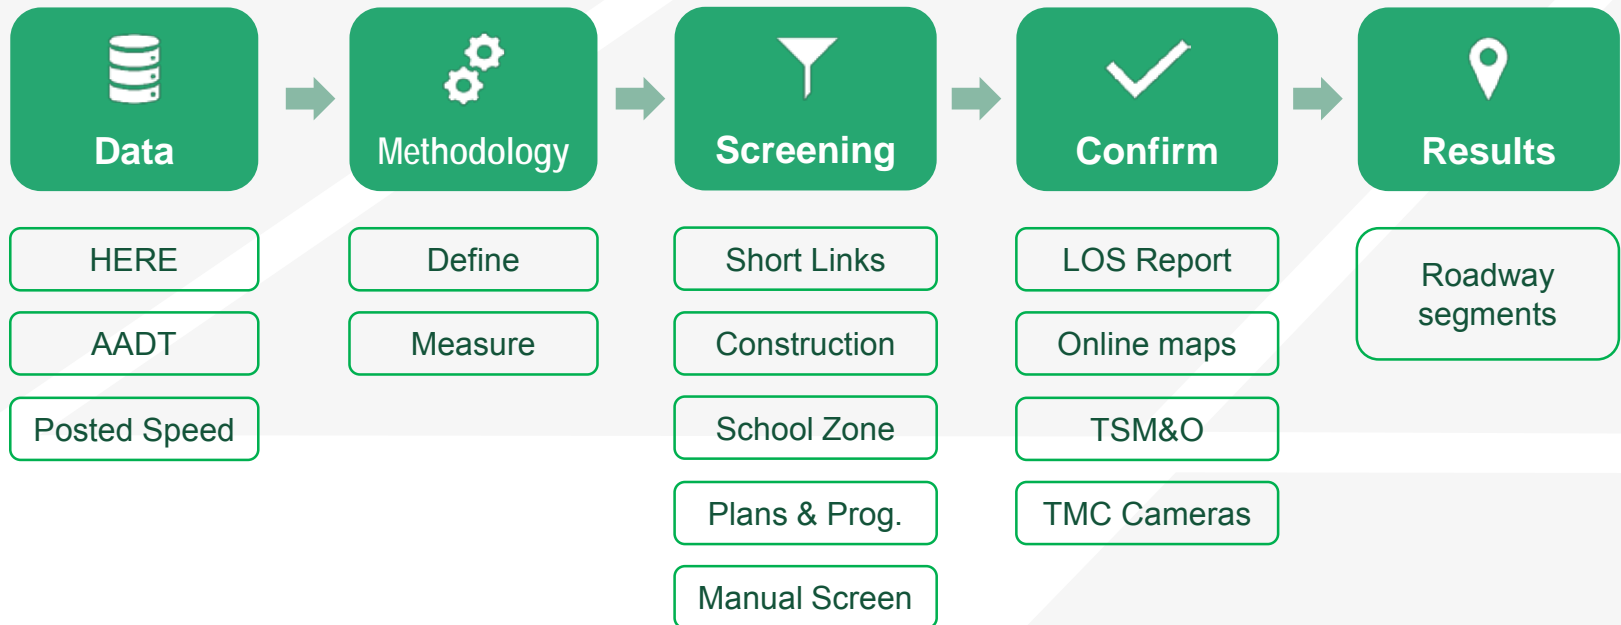 Data
Methodology
Screening
Confirm
Results
HERE
AADT
Posted Speed
Define
Measure
Short Links
Construction
School Zone
Plans & Prog.
Manual Screen
LOS Report
Online maps
TSM&O
TMC Cameras
Roadway
segments